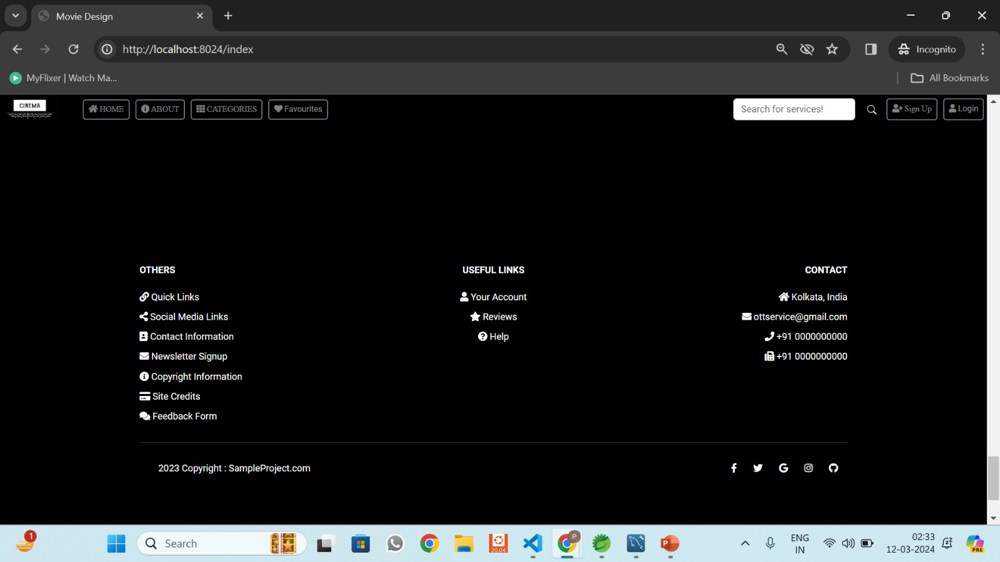 Movie Design
http://localhost:8024/index
Incognito
MyFlixer | Watch Ma...
All Bookmarks
CINEMA
HOME
ABOUT
CATEGORIES
Favourites
Search for services!
Sign Up
Login
OTHERS
Quick Links
Social Media Links
Contact Information
Newsletter Signup
Copyright Information
Site Credits
Feedback Form
USEFUL LINKS
Your Account
Reviews
Help
CONTACT
Kolkata, India
ottservice@gmail.com
+91 0000000000
+91 0000000000
2023 Copyright : SampleProject.com
1
Search
20.04
P
P
ENG
IN
02:33
12-03-2024
PRE